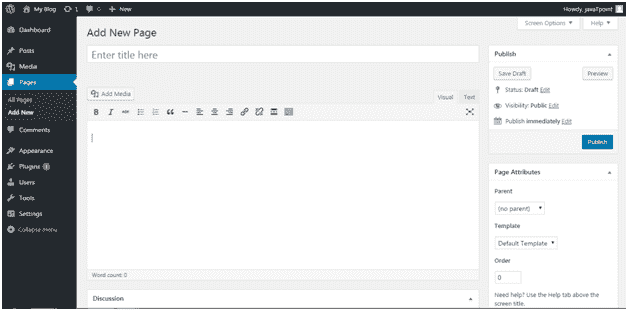 My Blog 1 0 New
Howdy, javaTpoint
Screen Options Help
Dashboard
Posts
Media
Pages
All Pages
Add New
Comments
Appearance
Plugins 1
Users
Tools
Settings
Collapse menu
Add New Page
Enter title here
Add Media
Visual Text
B I ABC
Word count: 0
Discussion
Publish
Save Draft Preview
Status: Draft Edit
Visibility: Public Edit
Publish immediately Edit
Publish
Page Attributes
Parent
(no parent)
Template
Default Template
Order
0
Need help? Use the Help tab above the
screen title.